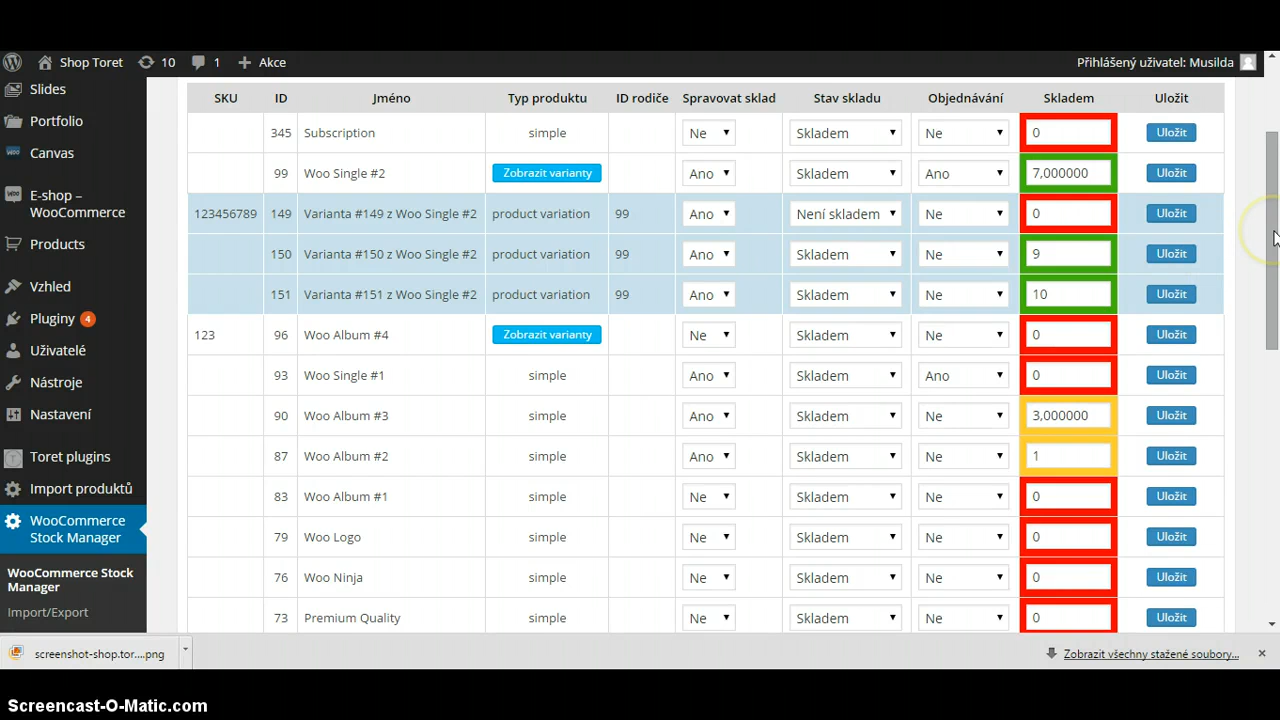 Shop Toret 10 1 + Akce Přihlášený uživatel: Musilda
Slides
Portfolio
Canvas
E-shop –
WooCommerce
Products
Vzhled
Pluginy 4
Uživatelé
Nástroje
Nastavení
Toret plugins
Import produktů
WooCommerce
Stock Manager
WooCommerce Stock
Manager
Import/Export
SKU ID Jméno Typ produktu ID rodiče Spravovat sklad Stav skladu Objednávání Skladem Uložit
345 Subscription simple Ne Skladem Ne 0 Uložit
99 Woo Single #2 Zobrazit varianty Ano Skladem Ano 7,000000 Uložit
123456789 149 Varianta #149 z Woo Single #2 product variation 99 Ano Není skladem Ne 0 Uložit
150 Varianta #150 z Woo Single #2 product variation 99 Ano Skladem Ne 9 Uložit
151 Varianta #151 z Woo Single #2 product variation 99 Ano Skladem Ne 10 Uložit
123 96 Woo Album #4 Zobrazit varianty Ne Skladem Ne 0 Uložit
93 Woo Single #1 simple Ano Skladem Ano 0 Uložit
90 Woo Album #3 simple Ano Skladem Ne 3,000000 Uložit
87 Woo Album #2 simple Ano Skladem Ne 1 Uložit
83 Woo Album #1 simple Ne Skladem Ne 0 Uložit
79 Woo Logo simple Ne Skladem Ne 0 Uložit
76 Woo Ninja simple Ne Skladem Ne 0 Uložit
73 Premium Quality simple Ne Skladem Ne 0 Uložit
screenshot-shop.tor....png Zobrazit všechny stažené soubory...
Screencast-O-Matic.com